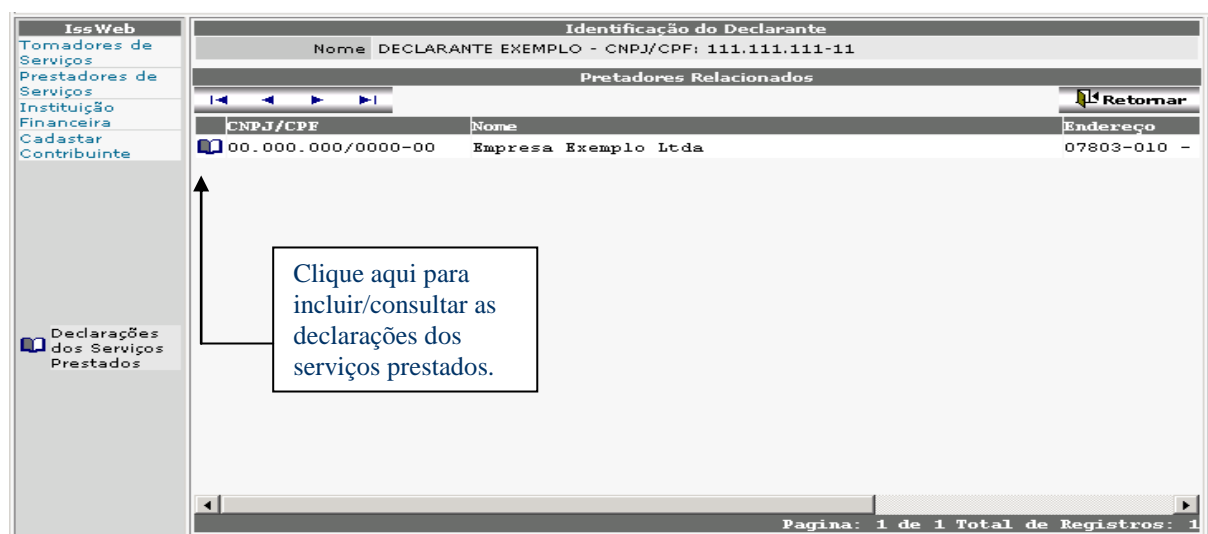 IssWeb
Tomadores de
Serviços
Prestadores de
Serviços
Instituição
Financeira
Cadastar
Contribuinte
Declarações
dos Serviços
Prestados
Identificação do Declarante
Nome DECLARANTE EXEMPLO - CNPJ/CPF: 111.111.111-11
Pretadores Relacionados
Retornar
CNPJ/CPF Nome Endereço
00.000.000/0000-00 Empresa Exemplo Ltda 07803-010 -
Clique aqui para
incluir/consultar as
declarações dos
serviços prestados.
Pagina: 1 de 1 Total de Registros: 1